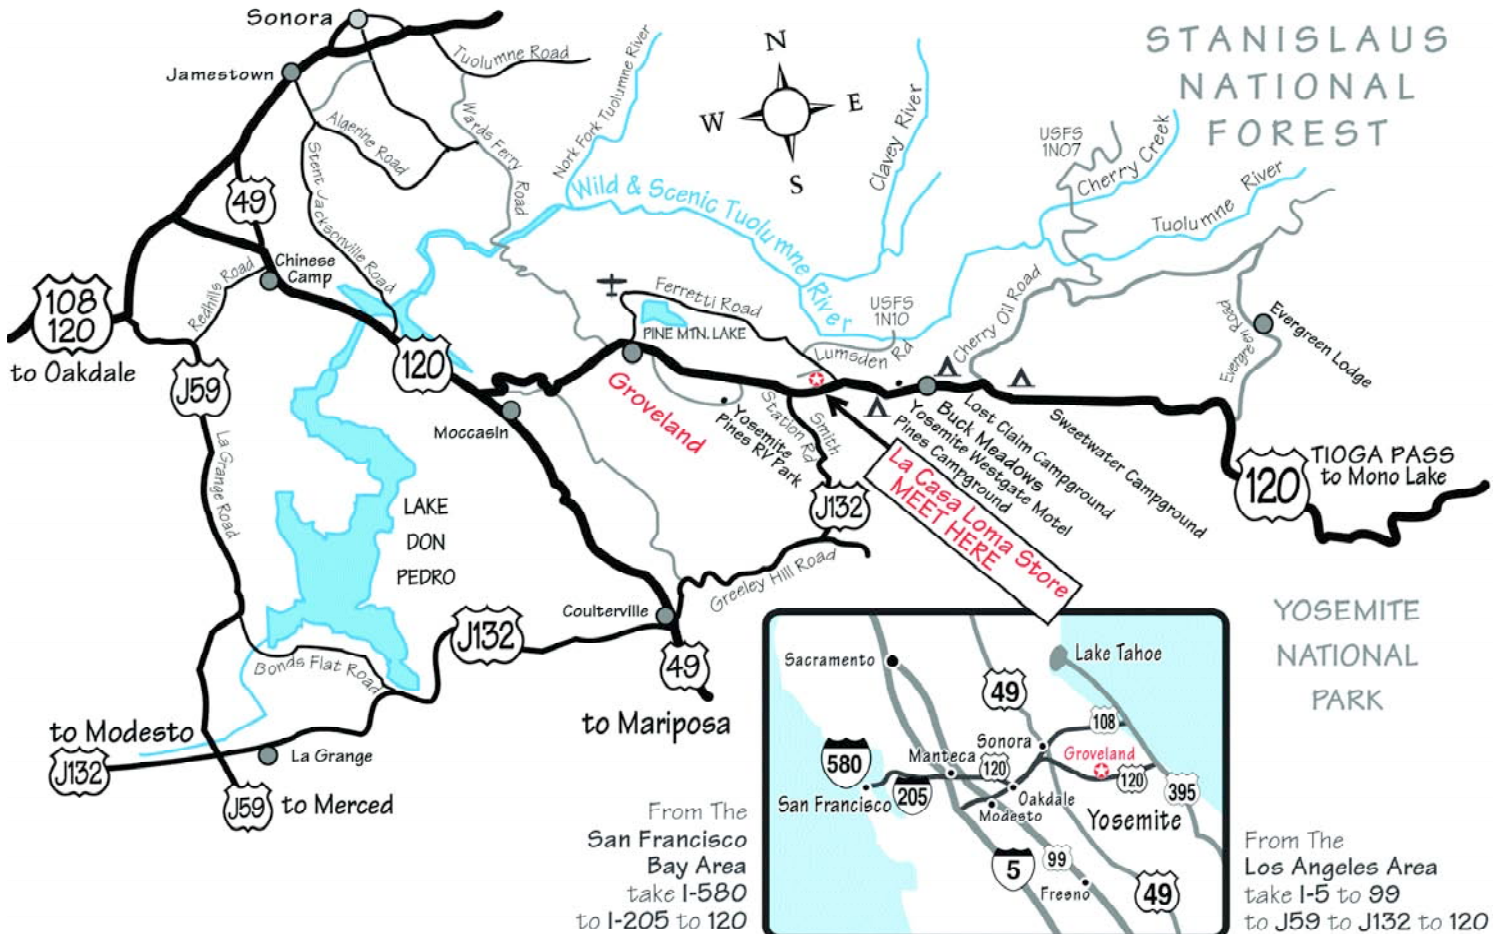 Sonora
Jamestown
Tuolumne Road
Algerine Road
Wards Ferry Road
Nork Fork Tuolumne River
N
W
E
S
Clavey River
STANISLAUS
NATIONAL
FOREST
USFS
1N07
Cherry Creek
Tuolumne River
Wild & Scenic Tuolumne River
49
Stent Jacksonville Road
Chinese
Camp
Redhills Road
108
120
to Oakdale
J59
120
Ferretti Road
PINE MTN. LAKE
USFS
1N10
Lumsden Rd
Cherry Oil Road
Evergreen Road
Evergreen Lodge
Groveland
Moccasin
Yosemite
Pines RV Park
Smith
Station Rd
Lost Claim Campground
Buck Meadows
Yosemite Westgate Motel
Pines Campground
Sweetwater Campground
La Casa Loma Store
MEET HERE
120
TIOGA PASS
to Mono Lake
La Grange Road
LAKE
DON
PEDRO
J132
Greeley Hill Road
Coulterville
J132
49
to Mariposa
Bonds Flat Road
to Modesto
J132
La Grange
J59
to Merced
YOSEMITE
NATIONAL
PARK
From The
San Francisco
Bay Area
take I-580
to I-205 to 120
Sacramento
Lake Tahoe
49
108
Sonora
Manteca
120
Groveland
120
580
205
San Francisco
Oakdale
Modesto
395
Yosemite
5
99
Fresno
49
From The
Los Angeles Area
take I-5 to 99
to J59 to J132 to 120